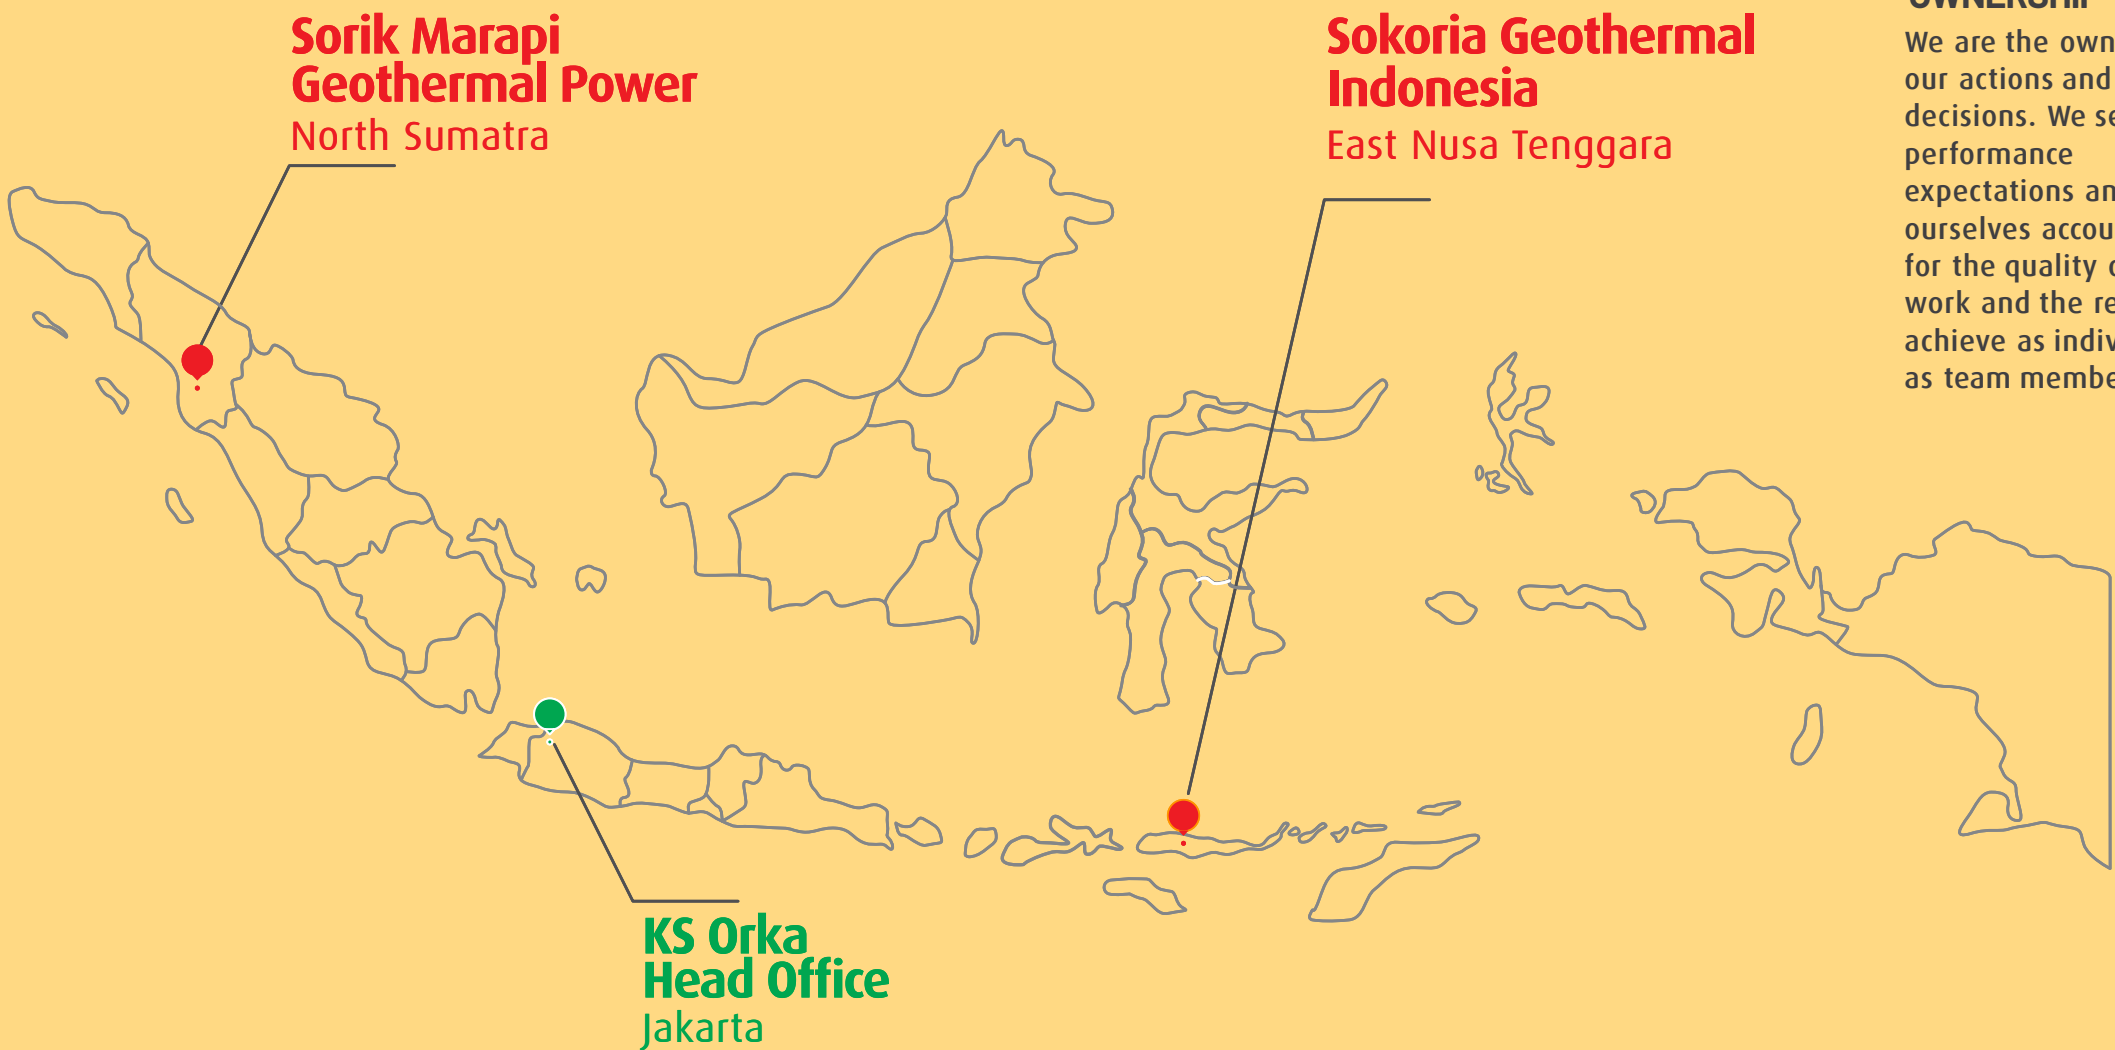 Sorik Marapi
Geothermal Power
North Sumatra
Sokoria Geothermal
Indonesia
East Nusa Tenggara
KS Orka
Head Office
Jakarta
OWNERSHIP
We are the own
our actions and
decisions. We se
performance
expectations an
ourselves accou
for the quality
work and the re
achieve as indiv
as team membe